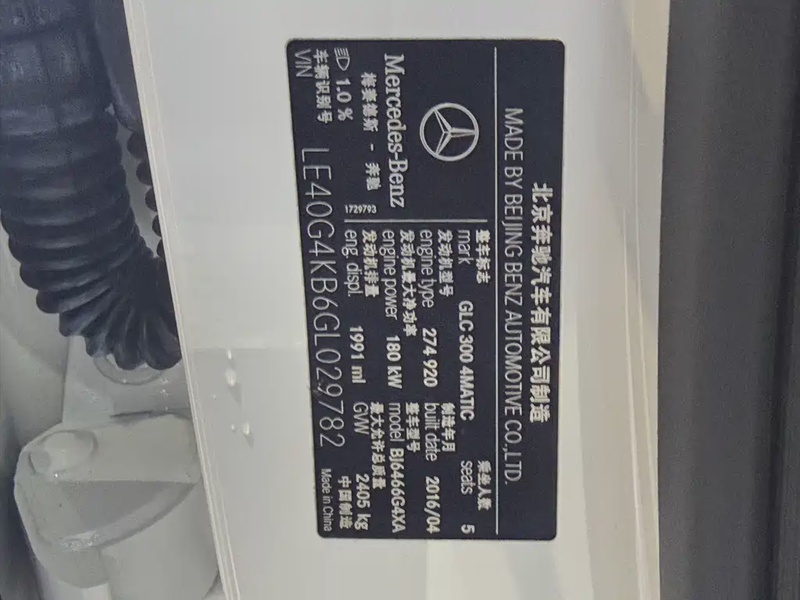 北京奔驰汽车有限公司制造
MADE BY BEIJING BENZ AUTOMOTIVE CO.,LTD.
Mercedes-Benz
梅赛德斯 - 奔驰
1.0 %
1729793
整车标志
mark GLC 300 4MATIC
乘坐人数
seats 5
发动机型号
engine type 274 920
制造年月
built date 2016/04
发动机最大净功率
engine power 180 kW
整车型号
model BJ6466G4XA
发动机排量
eng. displ. 1991 ml
最大允许总质量
GVW 2405 kg
车辆识别号
VIN LE40G4KB6GL029782
中国制造
Made in China